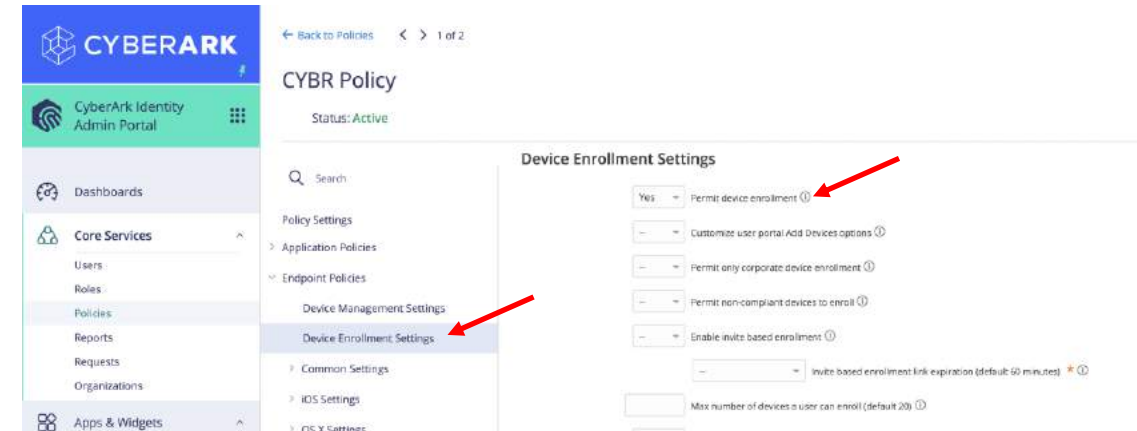 CYBERARK
CyberArk Identity
Admin Portal
Dashboards
Core Services
Users
Roles
Policies
Reports
Requests
Organizations
Apps & Widgets
← Back to Policies < > 1 of 2
CYBR Policy
Status: Active
Search
Policy Settings
Application Policies
Endpoint Policies
Device Management Settings
Device Enrollment Settings
Common Settings
iOS Settings
OS X Settings
Device Enrollment Settings
Yes Permit device enrollment
-- Customize user portal Add Devices options
-- Permit only corporate device enrollment
-- Permit non-compliant devices to enroll
-- Enable invite based enrollment
-- Invite based enrollment link expiration (default 60 minutes) *
Max number of devices a user can enroll (default 20)